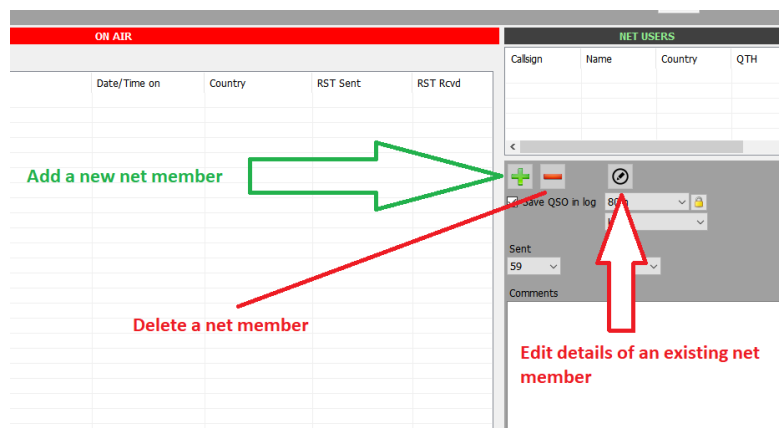 ON AIR
NET USERS
Callsign Name Country QTH
Date/Time on Country RST Sent RST Rcvd
Add a new net member
Save QSO in log
Sent
59
Comments
Delete a net member
Edit details of an existing net
member